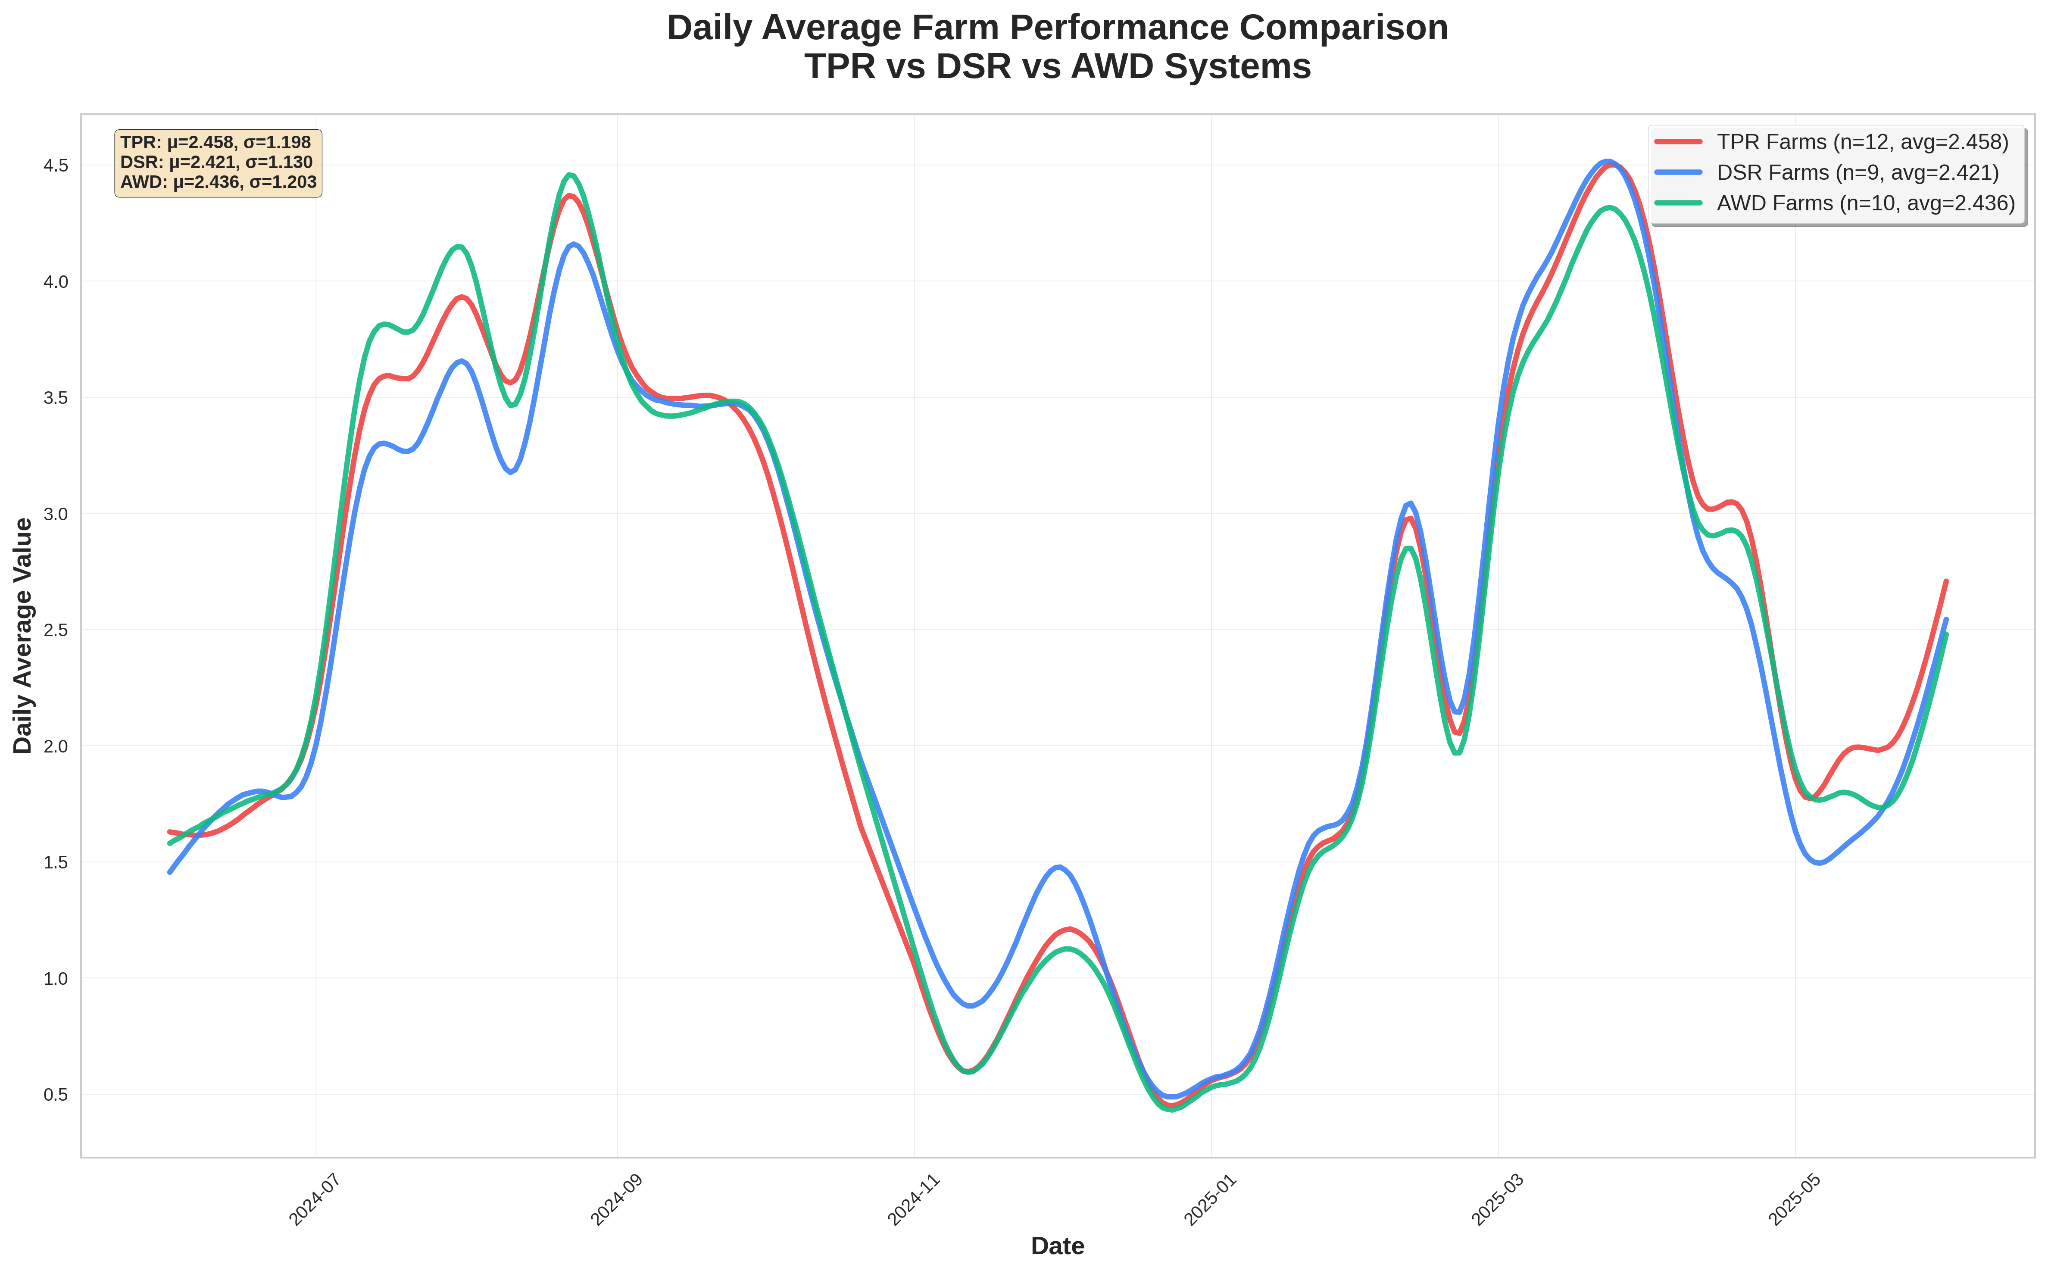 Daily Average Farm Performance Comparison
TPR vs DSR vs AWD Systems
TPR: μ=2.458, σ=1.198
DSR: μ=2.421, σ=1.130
AWD: μ=2.436, σ=1.203
TPR Farms (n=12, avg=2.458)
DSR Farms (n=9, avg=2.421)
AWD Farms (n=10, avg=2.436)
Daily Average Value
4.5
4.0
3.5
3.0
2.5
2.0
1.5
1.0
0.5
2024-07
2024-09
2024-11
2025-01
2025-03
2025-05
Date